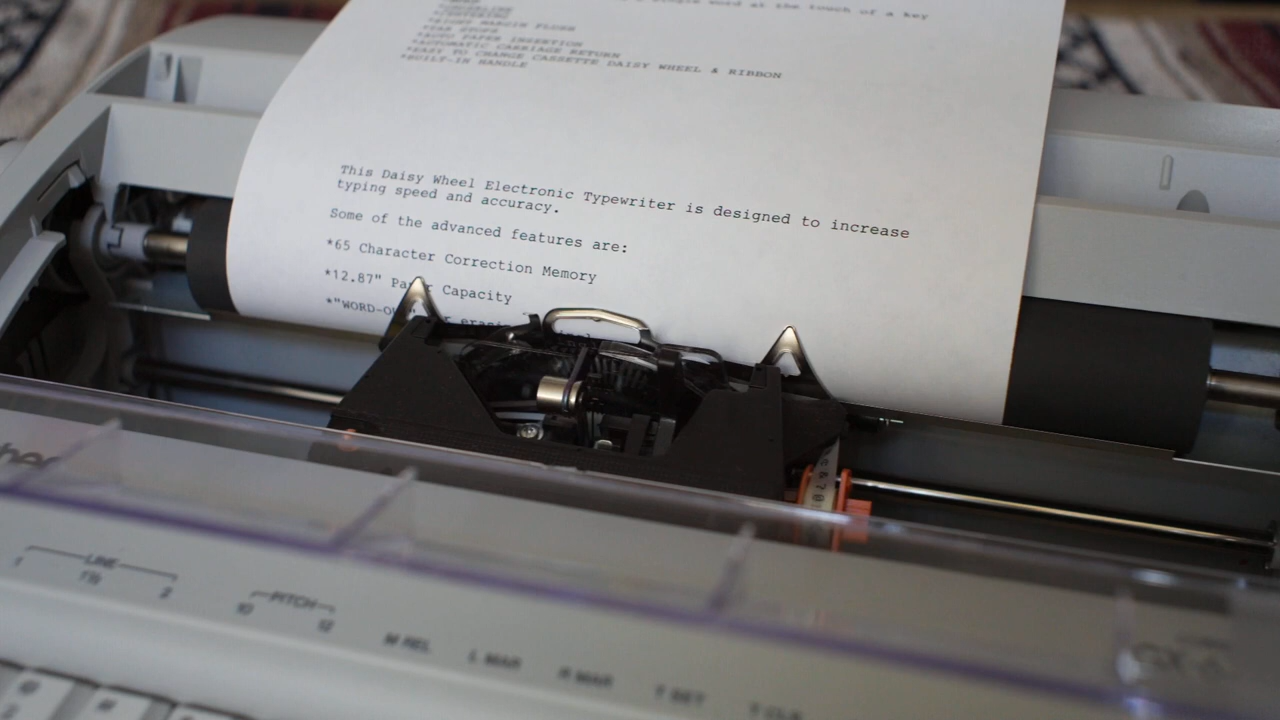 a single word at the touch of a key
*CENTERING
*RIGHT MARGIN FLUSH
*TAB STOPS
*AUTO PAPER INSERTION
*AUTOMATIC CARRIAGE RETURN
*EASY TO CHANGE CASSETTE DAISY WHEEL & RIBBON
*BUILT-IN HANDLE
This Daisy Wheel Electronic Typewriter is designed to increase
typing speed and accuracy.
Some of the advanced features are:
*65 Character Correction Memory
*12.87" Capacity
LINE
1 1½ 2
PITCH
10 12
M REL L MAR R MAR T SET T CLR